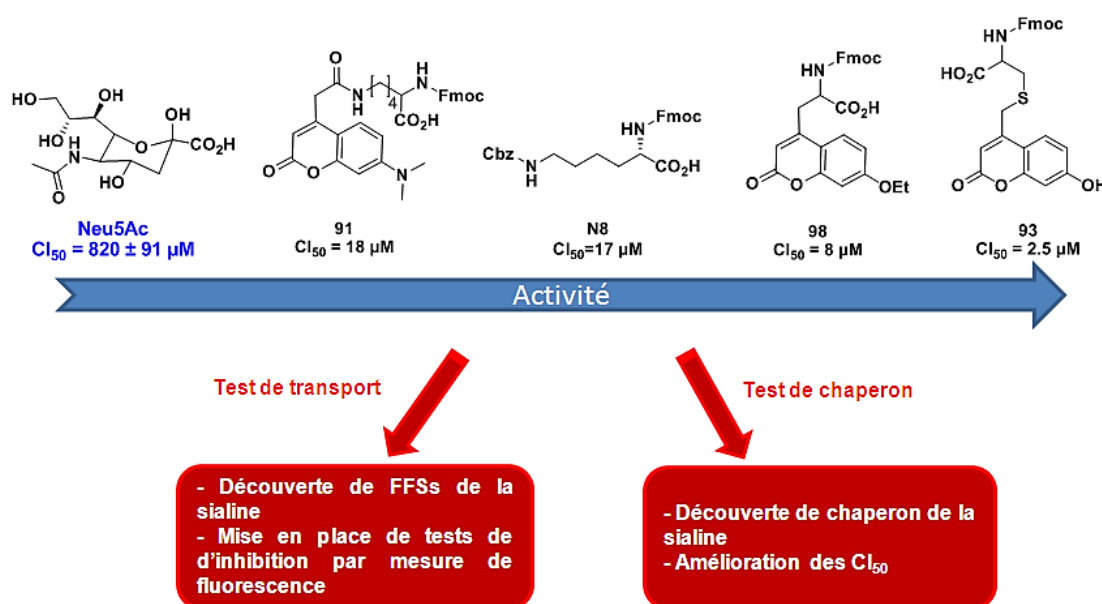 OH
HO
OH
OH
HO
HN
O
O
HO
CO₂H
O
N
H
4
H
N
Fmoc
CO₂H
O
O
N
Cbz
N
H
HN
Fmoc
CO₂H
HN
Fmoc
CO₂H
O
O
OEt
Fmoc
HN
HO₂C
S
O
O
OH
Neu5Ac
CI₅₀ = 820 ± 91 µM
91
CI₅₀ = 18 µM
N8
CI₅₀=17 µM
98
CI₅₀ = 8 µM
93
CI₅₀ = 2.5 µM
Activité
Test de transport
Test de chaperon
- Découverte de FFSs de la
sialine
- Mise en place de tests de
d'inhibition par mesure de
fluorescence
- Découverte de chaperon de la
sialine
- Amélioration des CI₅₀